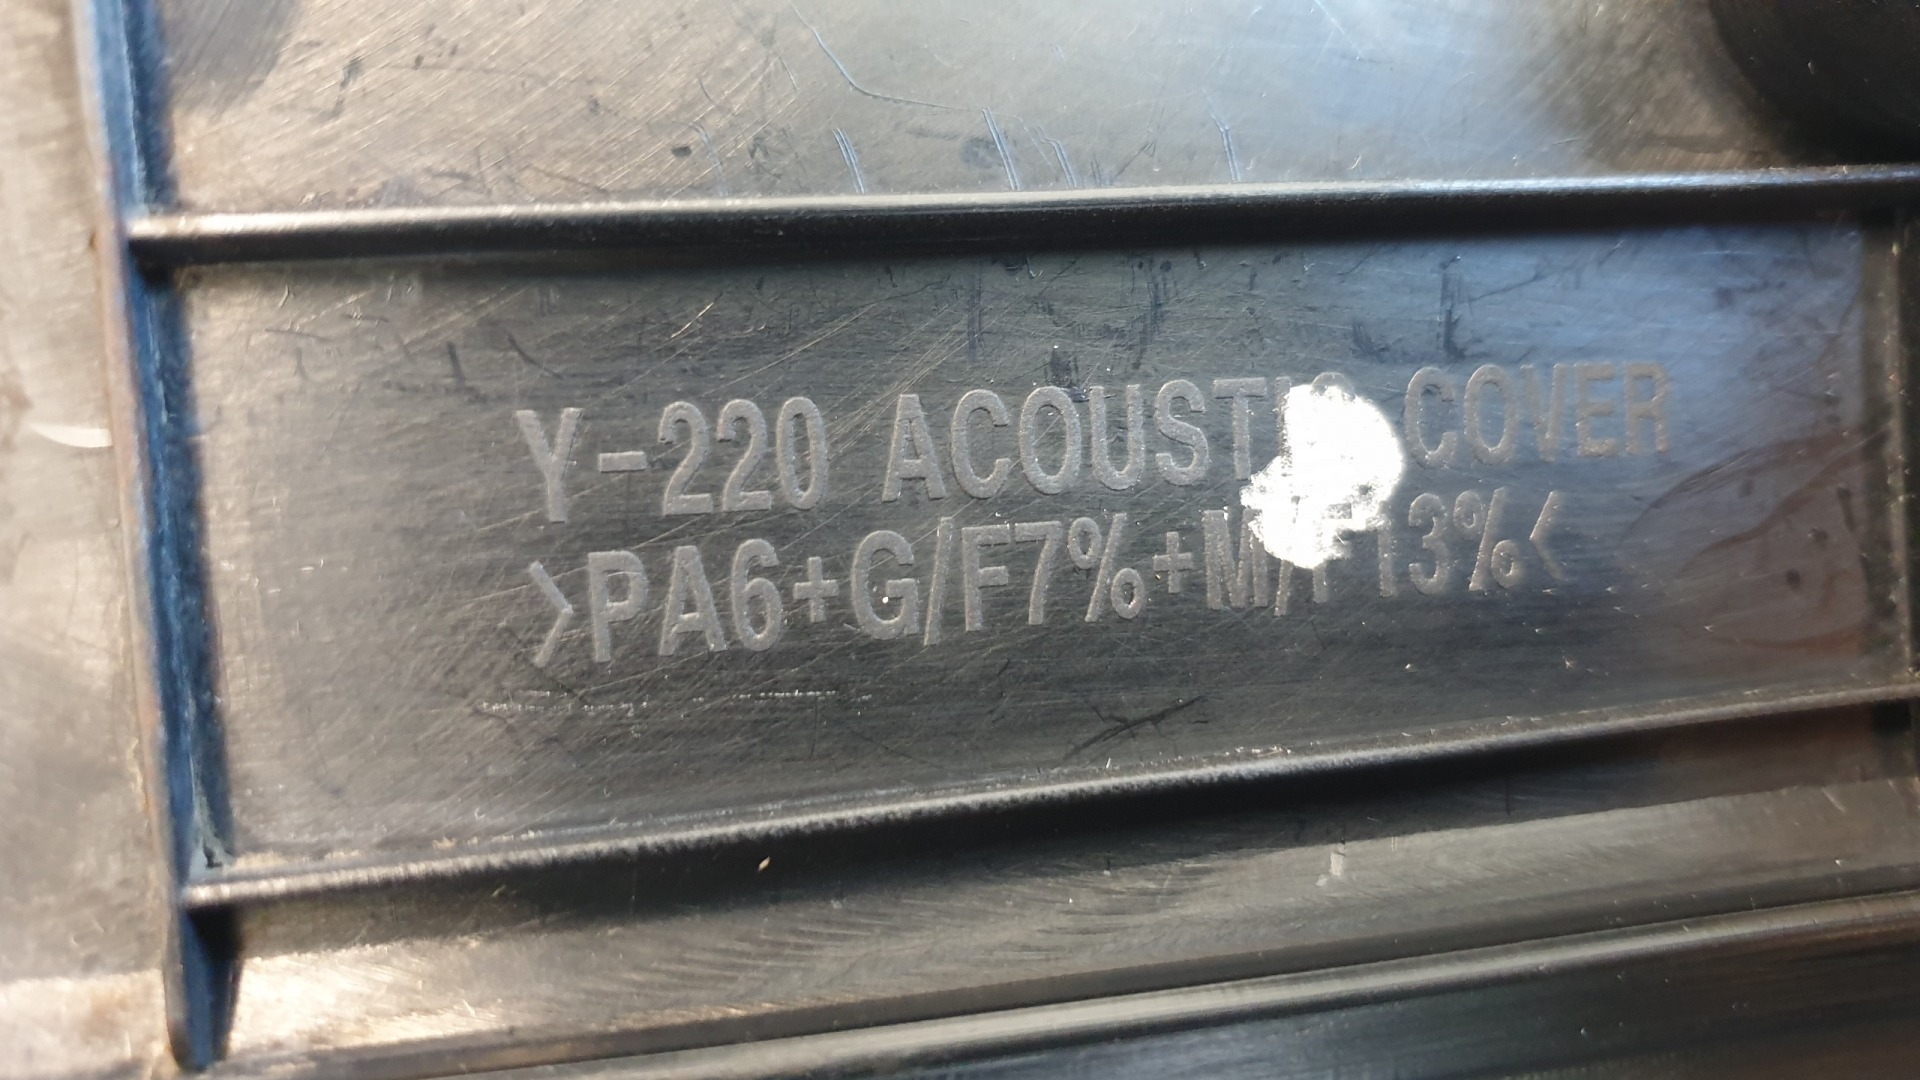 Y-220 ACOUSTIC COVER
>PA6+G/F7%+M/F13%<